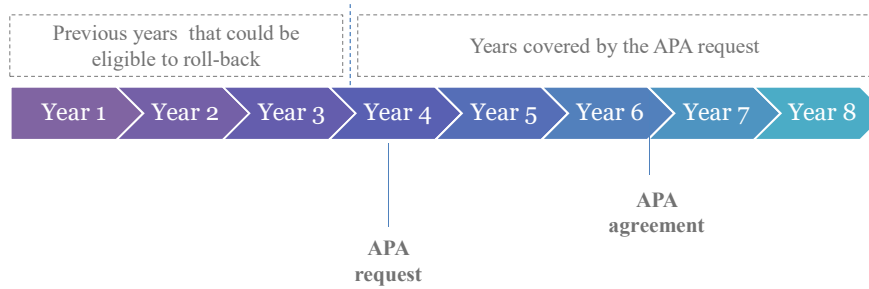 Previous years that could be
eligible to roll-back
Years covered by the APA request
Year 1
Year 2
Year 3
Year 4
Year 5
Year 6
Year 7
Year 8
APA
agreement
APA
request